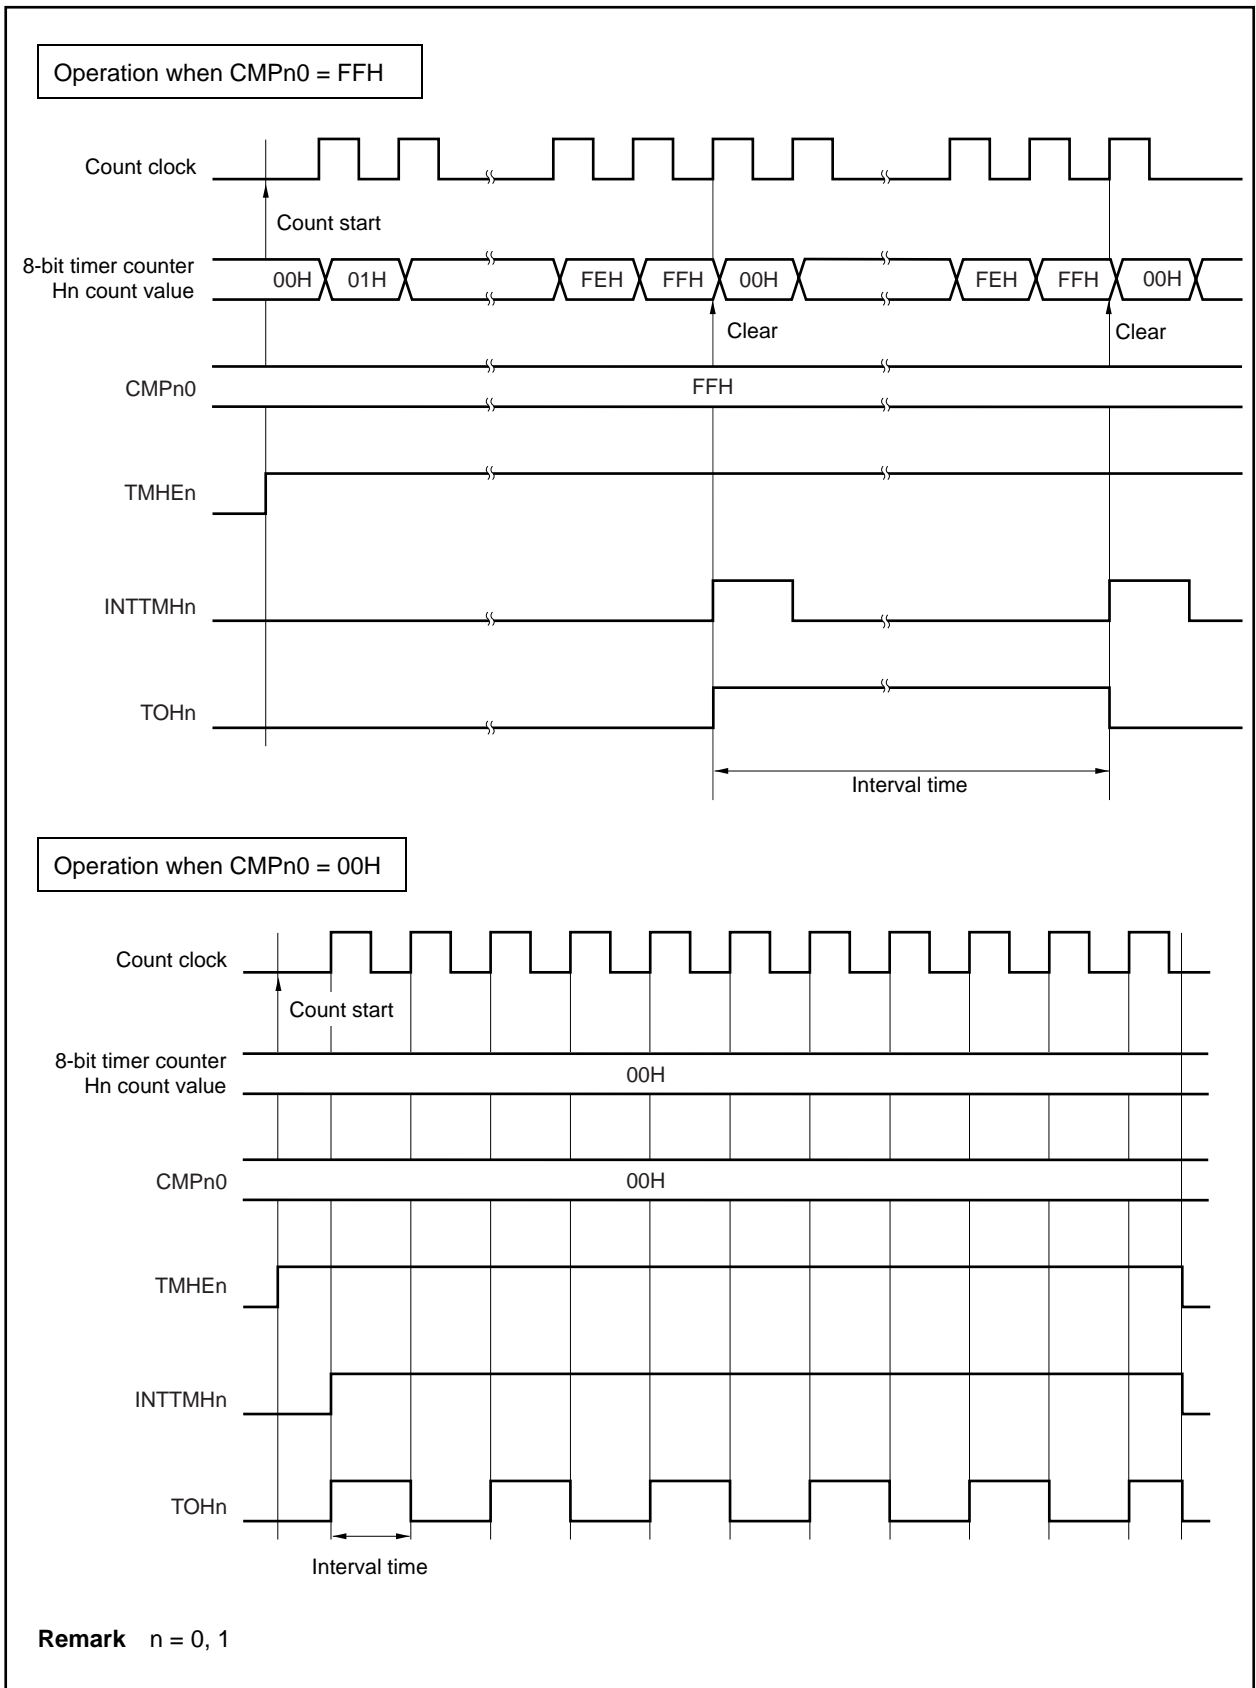 Operation when CMPn0 = FFH
Count clock
Count start
8-bit timer counter
Hn count value
00H 01H FEH FFH 00H FEH FFH 00H
Clear Clear
CMPn0 FFH
TMHEn
INTTMHn
TOHn
Interval time
Operation when CMPn0 = 00H
Count clock
Count start
8-bit timer counter
Hn count value
00H
CMPn0 00H
TMHEn
INTTMHn
TOHn
Interval time
Remark n = 0, 1